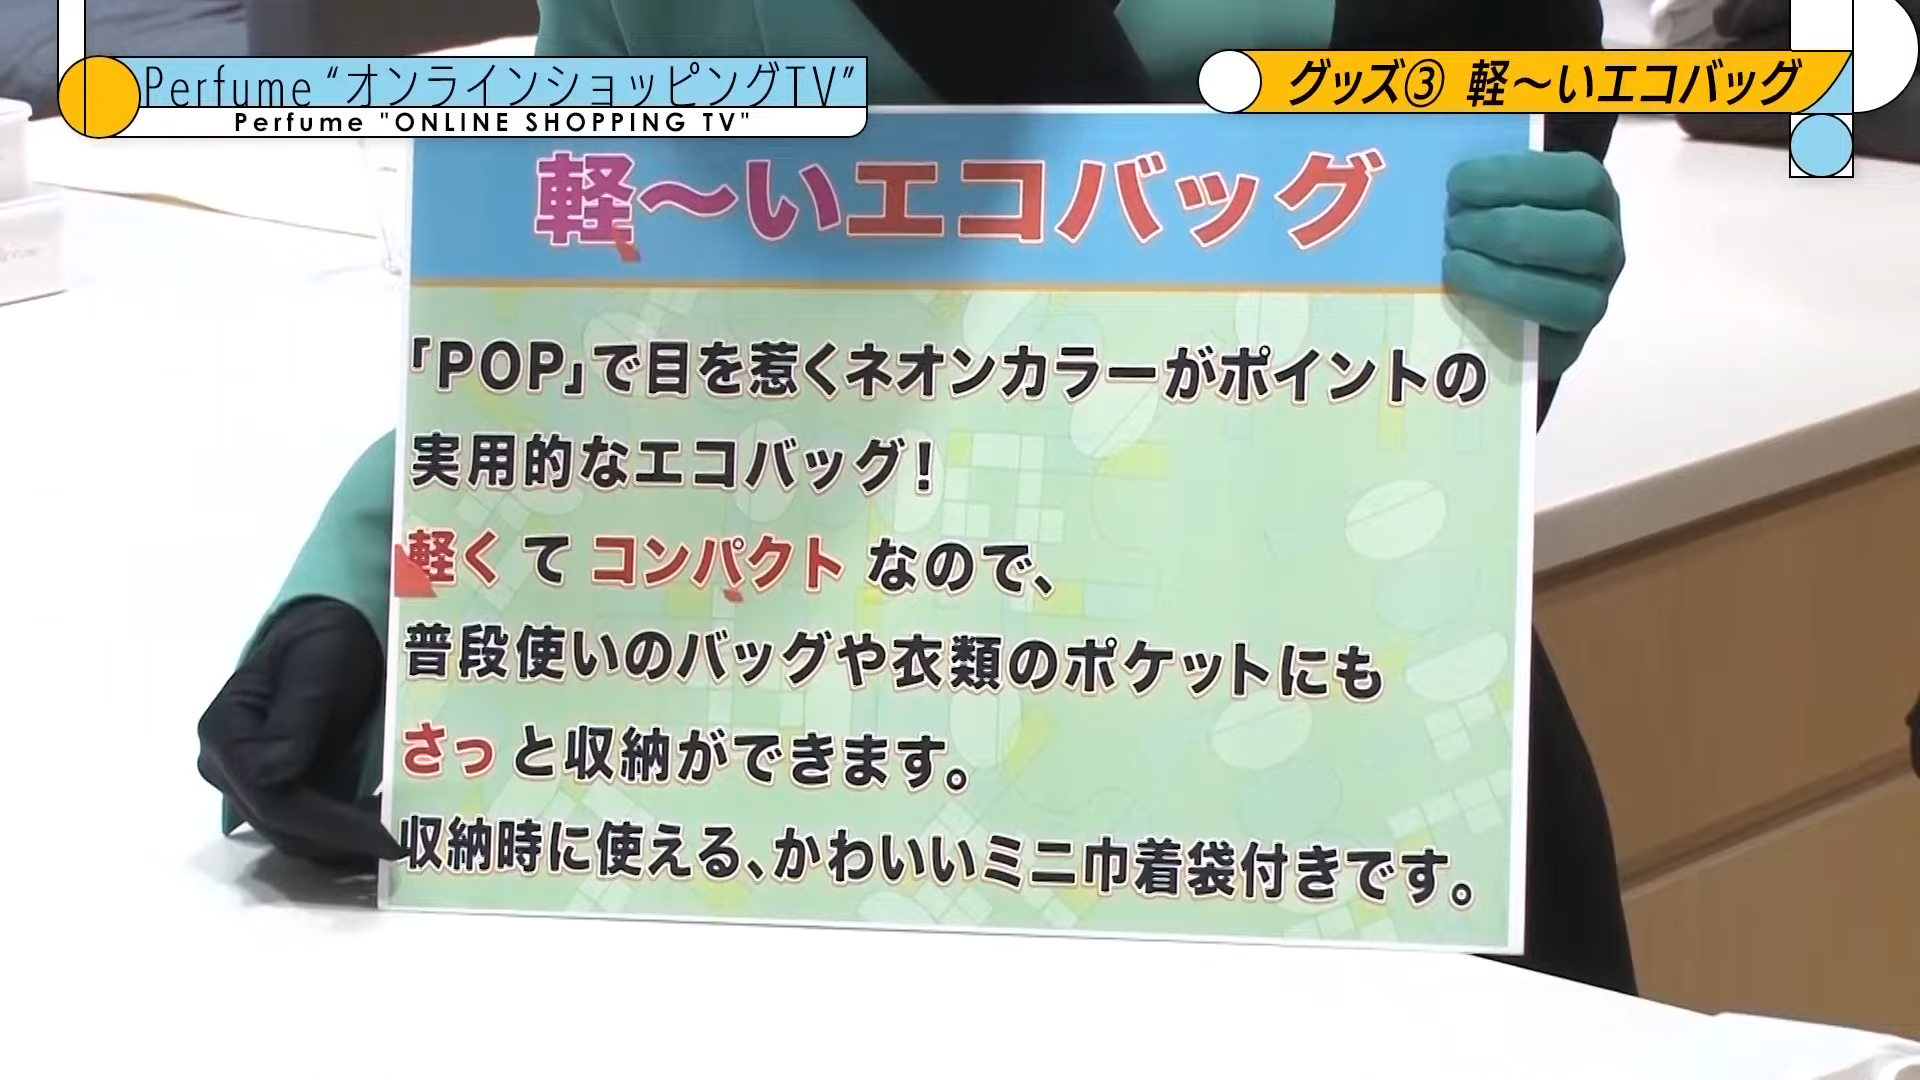 Perfume “オンラインショッピングTV”
Perfume "ONLINE SHOPPING TV"
グッズ③ 軽～いエコバッグ
軽～いエコバッグ
「POP」で目を惹くネオンカラーがポイントの
実用的なエコバッグ！
軽くてコンパクトなので、
普段使いのバッグや衣類のポケットにも
さっと収納ができます。
収納時に使える、かわいいミニ巾着袋付きです。